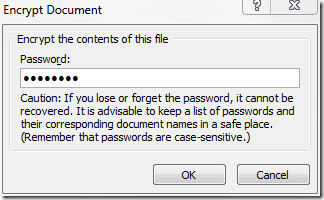 Encrypt Document
?
Encrypt the contents of this file
Password:
●●●●●●●●
Caution: If you lose or forget the password, it cannot be
recovered. It is advisable to keep a list of passwords and
their corresponding document names in a safe place.
(Remember that passwords are case-sensitive.)
OK
Cancel